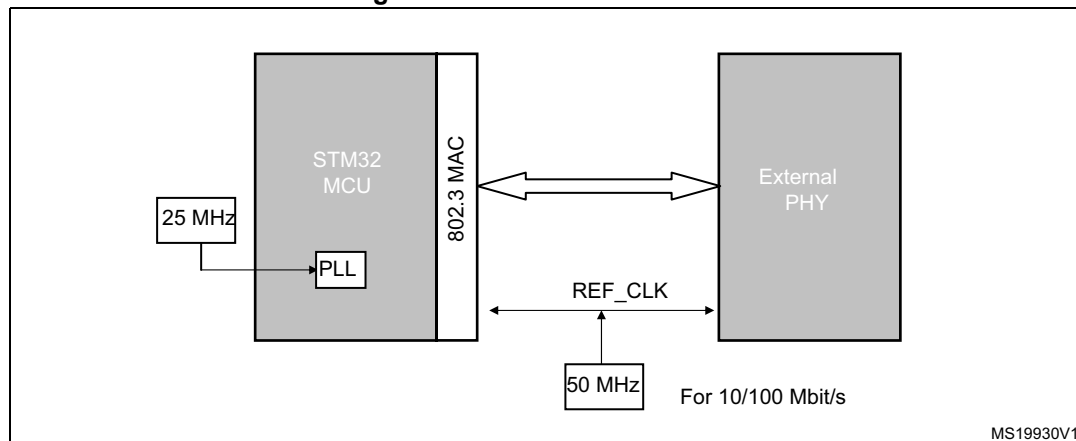 STM32
MCU
802.3 MAC
External
PHY
25 MHz
PLL
REF_CLK
50 MHz
For 10/100 Mbit/s
MS19930V1